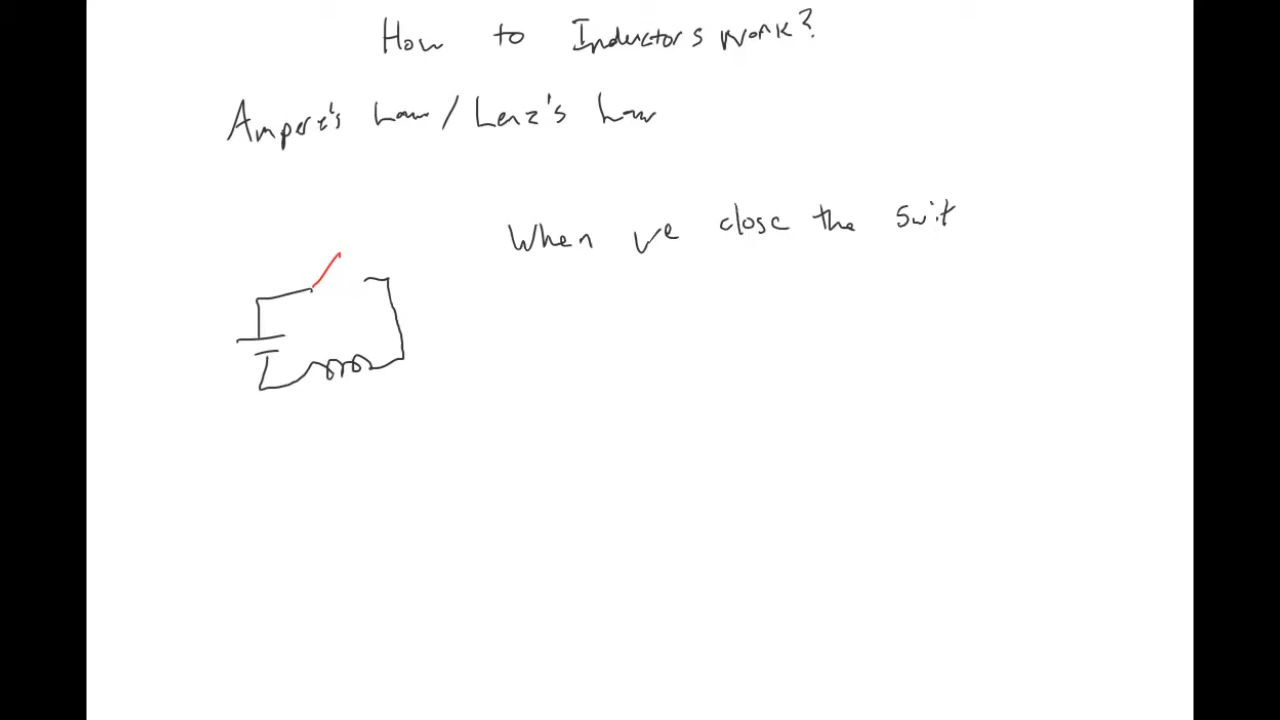 How to Inductors work?
Ampere's Law / Lenz's Law
When we close the swit